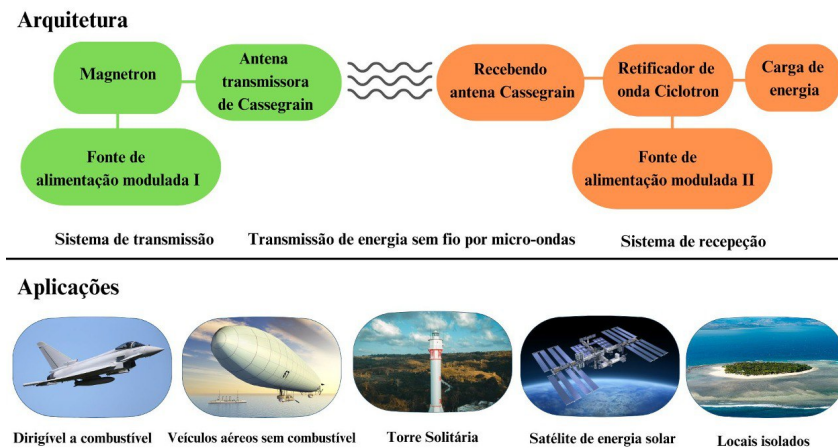 Arquitetura
Magnetron
Antena
transmissora
de Cassegrain
Recebendo
antena Cassegrain
Retificador de
onda Ciclotron
Carga de
energia
Fonte de
alimentação modulada I
Fonte de
alimentação modulada II
Sistema de transmissão
Transmissão de energia sem fio por micro-ondas
Sistema de recepeção
Aplicações
Dirigível a combustível
Veículos aéreos sem combustível
Torre Solitária
Satélite de energia solar
Locais isolados